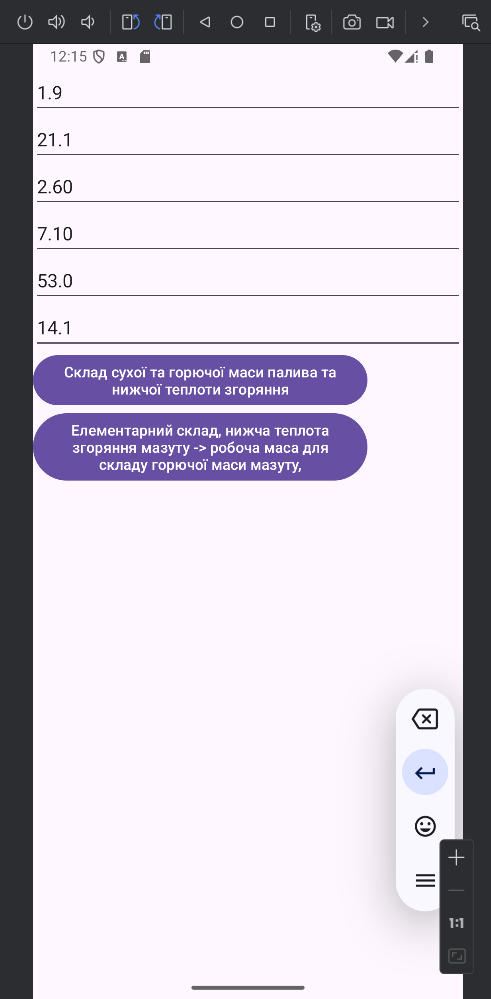 12:15
1.9
21.1
2.60
7.10
53.0
14.1
Склад сухої та горючої маси палива та
нижчої теплоти згоряння
Елементарний склад, нижча теплота
згоряння мазуту -> робоча маса для
складу горючої маси мазуту,
1:1